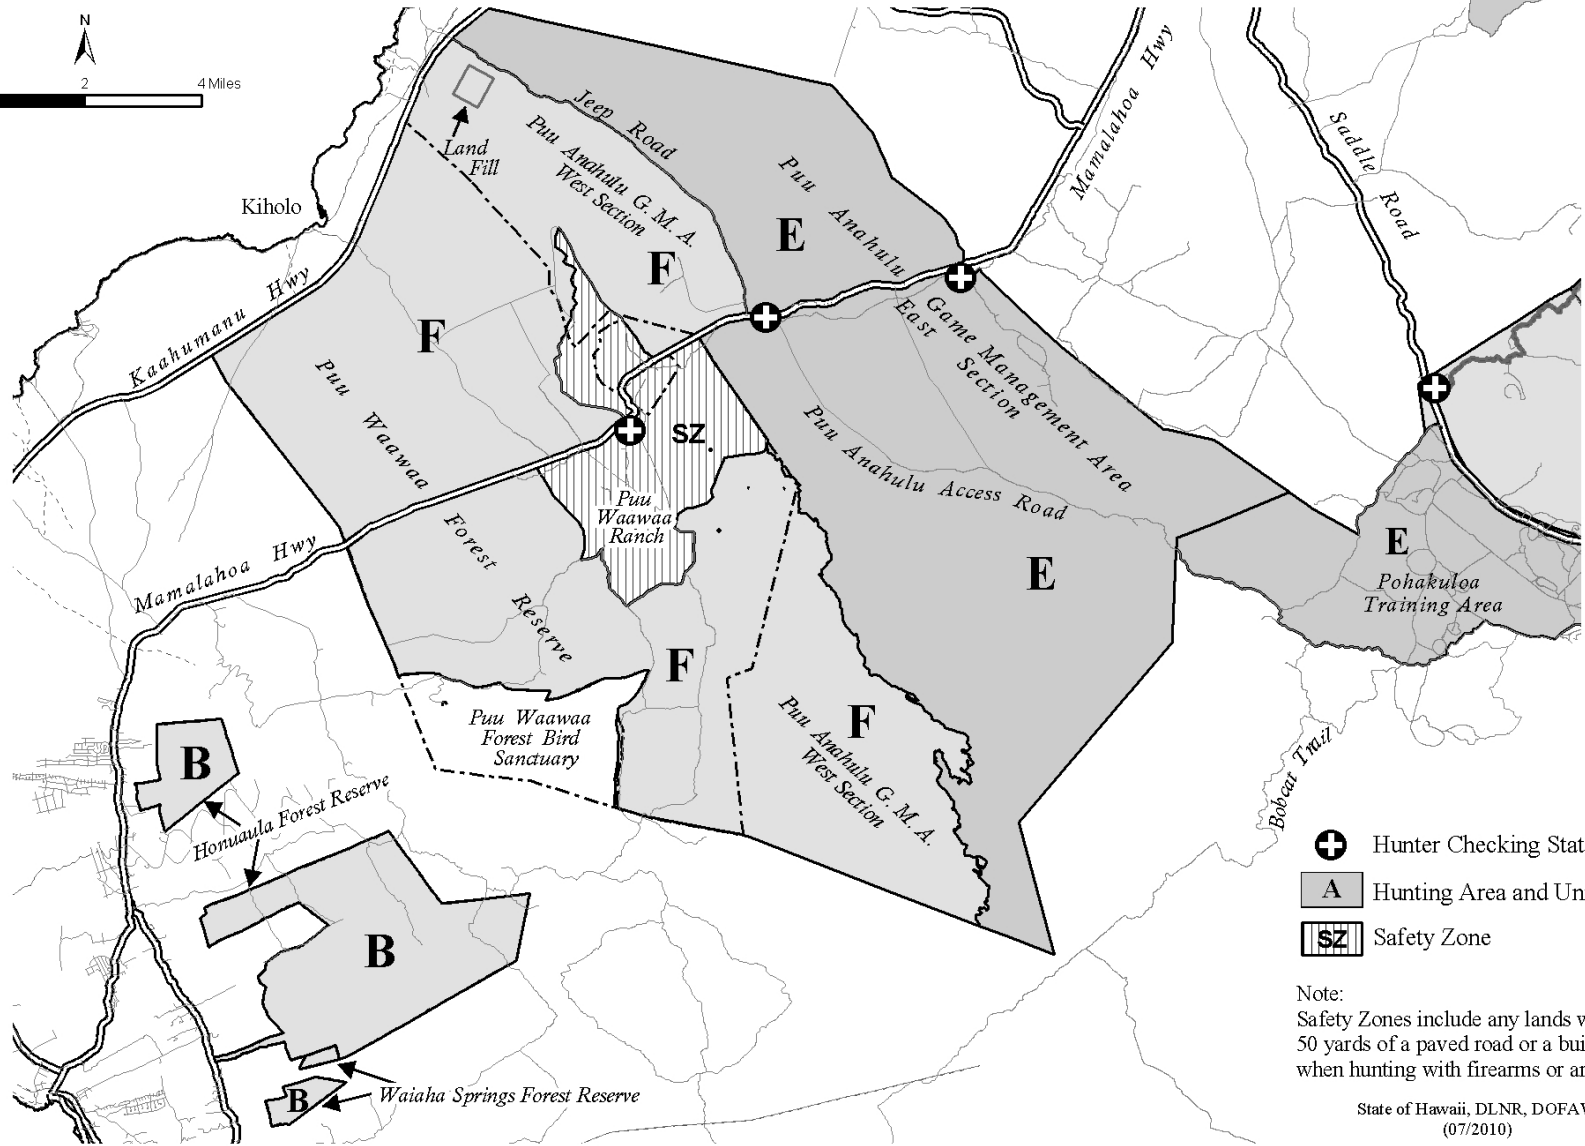 N
2
4 Miles
Jeep Road
Land
Fill
Puu Anahulu G. M. A.
West Section
F
Kiholo
Puu Anahulu
E
Mamalahoa Hwy
Saddle Road
Kaahumanu Hwy
F
Game Management Area
East
Section
Puu Waawaa
SZ
Puu
Waawaa
Ranch
Puu Anahulu Access Road
E
E
Pohakuloa
Training Area
Mamalahoa Hwy
Forest
Reserve
F
Puu Waawaa
Forest Bird
Sanctuary
F
Puu Anahulu G. M. A.
West Section
Bobcat Trail
B
Honuaula Forest Reserve
B
B
Waiaha Springs Forest Reserve
Hunter Checking Stat
A
Hunting Area and Un
SZ
Safety Zone
Note:
Safety Zones include any lands w
50 yards of a paved road or a bui
when hunting with firearms or ar
State of Hawaii, DLNR, DOFAW
(07/2010)